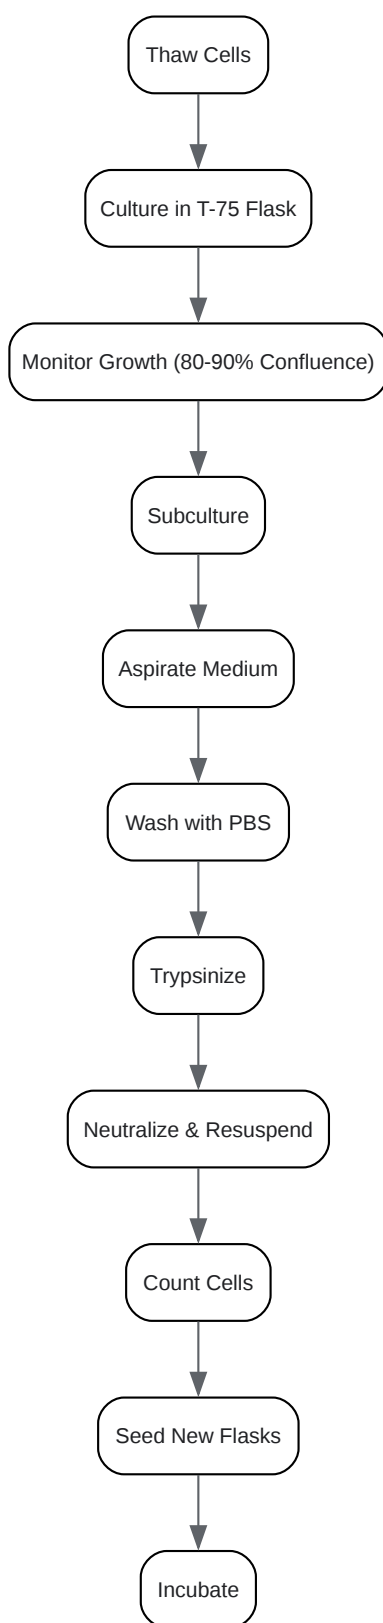 Thaw Cells
Culture in T-75 Flask
Monitor Growth (80-90% Confluence)
Subculture
Aspirate Medium
Wash with PBS
Trypsinize
Neutralize & Resuspend
Count Cells
Seed New Flasks
Incubate